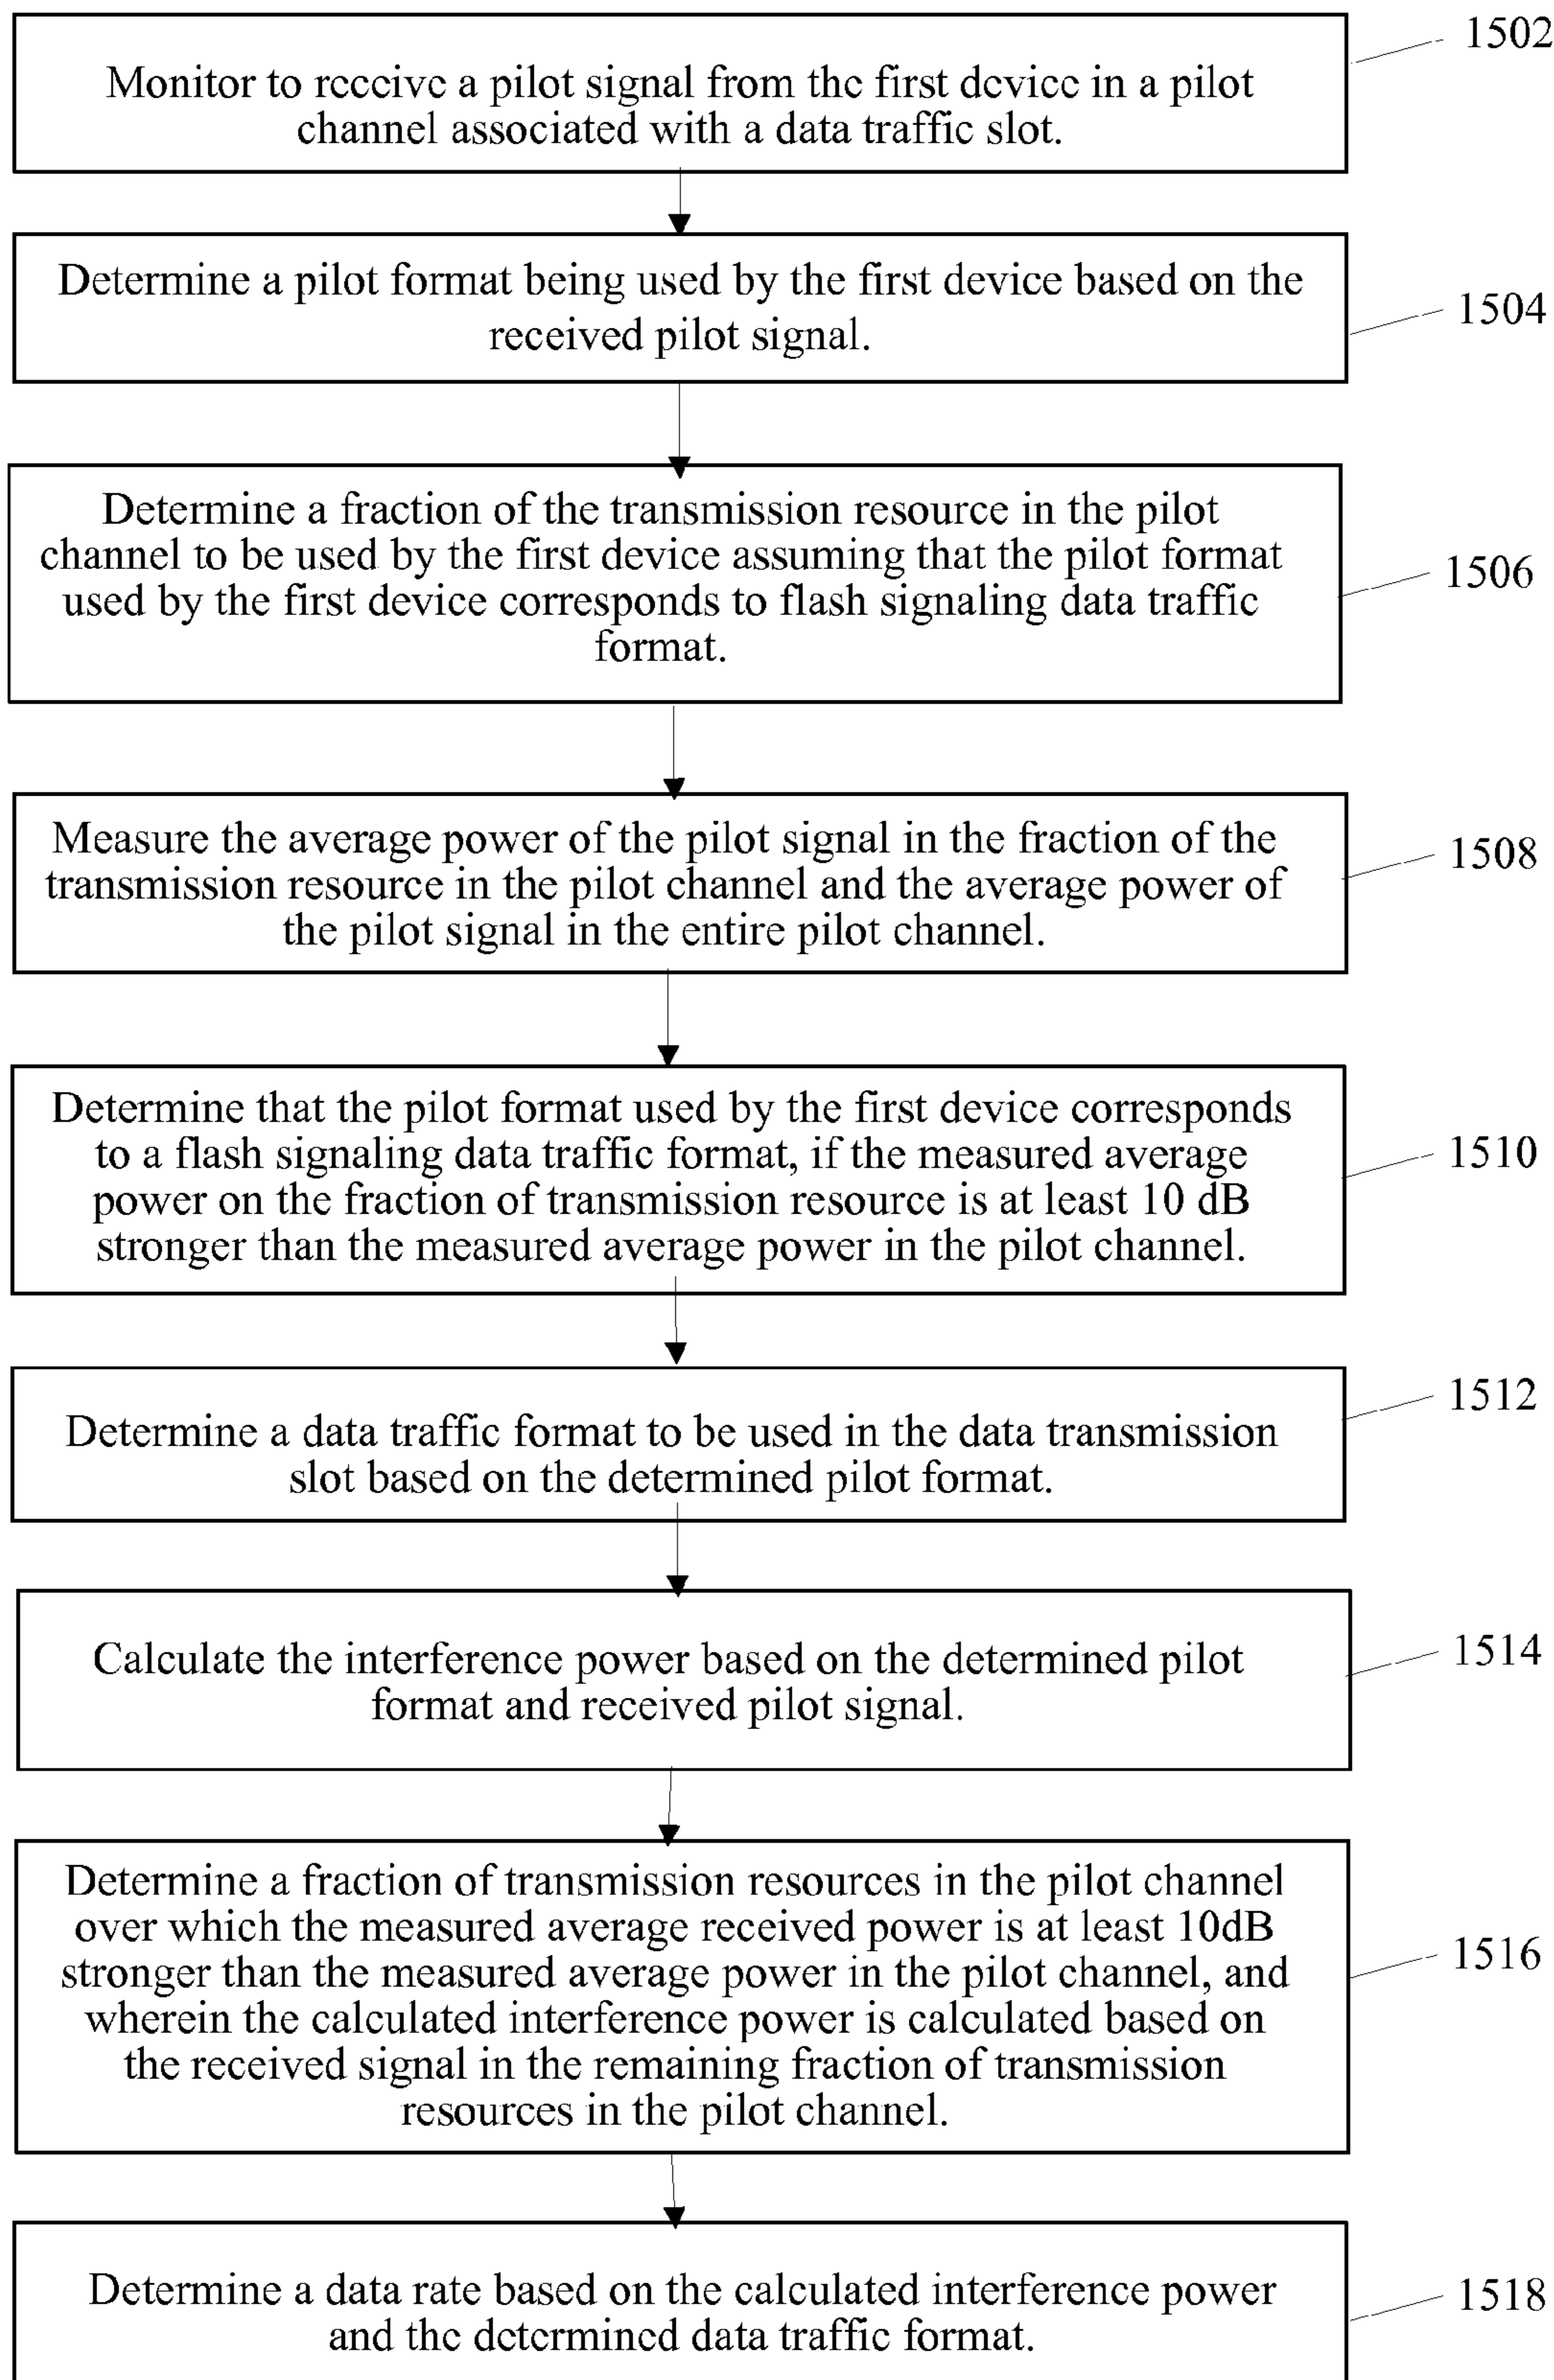 Monitor to receive a pilot signal from the first device in a pilot
channel associated with a data traffic slot.
1502
Determine a pilot format being used by the first device based on the
received pilot signal.
1504
Determine a fraction of the transmission resource in the pilot
channel to be used by the first device assuming that the pilot format
used by the first device corresponds to flash signaling data traffic
format.
1506
Measure the average power of the pilot signal in the fraction of the
transmission resource in the pilot channel and the average power of
the pilot signal in the entire pilot channel.
1508
Determine that the pilot format used by the first device corresponds
to a flash signaling data traffic format, if the measured average
power on the fraction of transmission resource is at least 10 dB
stronger than the measured average power in the pilot channel.
1510
Determine a data traffic format to be used in the data transmission
slot based on the determined pilot format.
1512
Calculate the interference power based on the determined pilot
format and received pilot signal.
1514
Determine a fraction of transmission resources in the pilot channel
over which the measured average received power is at least 10dB
stronger than the measured average power in the pilot channel, and
wherein the calculated interference power is calculated based on
the received signal in the remaining fraction of transmission
resources in the pilot channel.
1516
Determine a data rate based on the calculated interference power
and the determined data traffic format.
1518